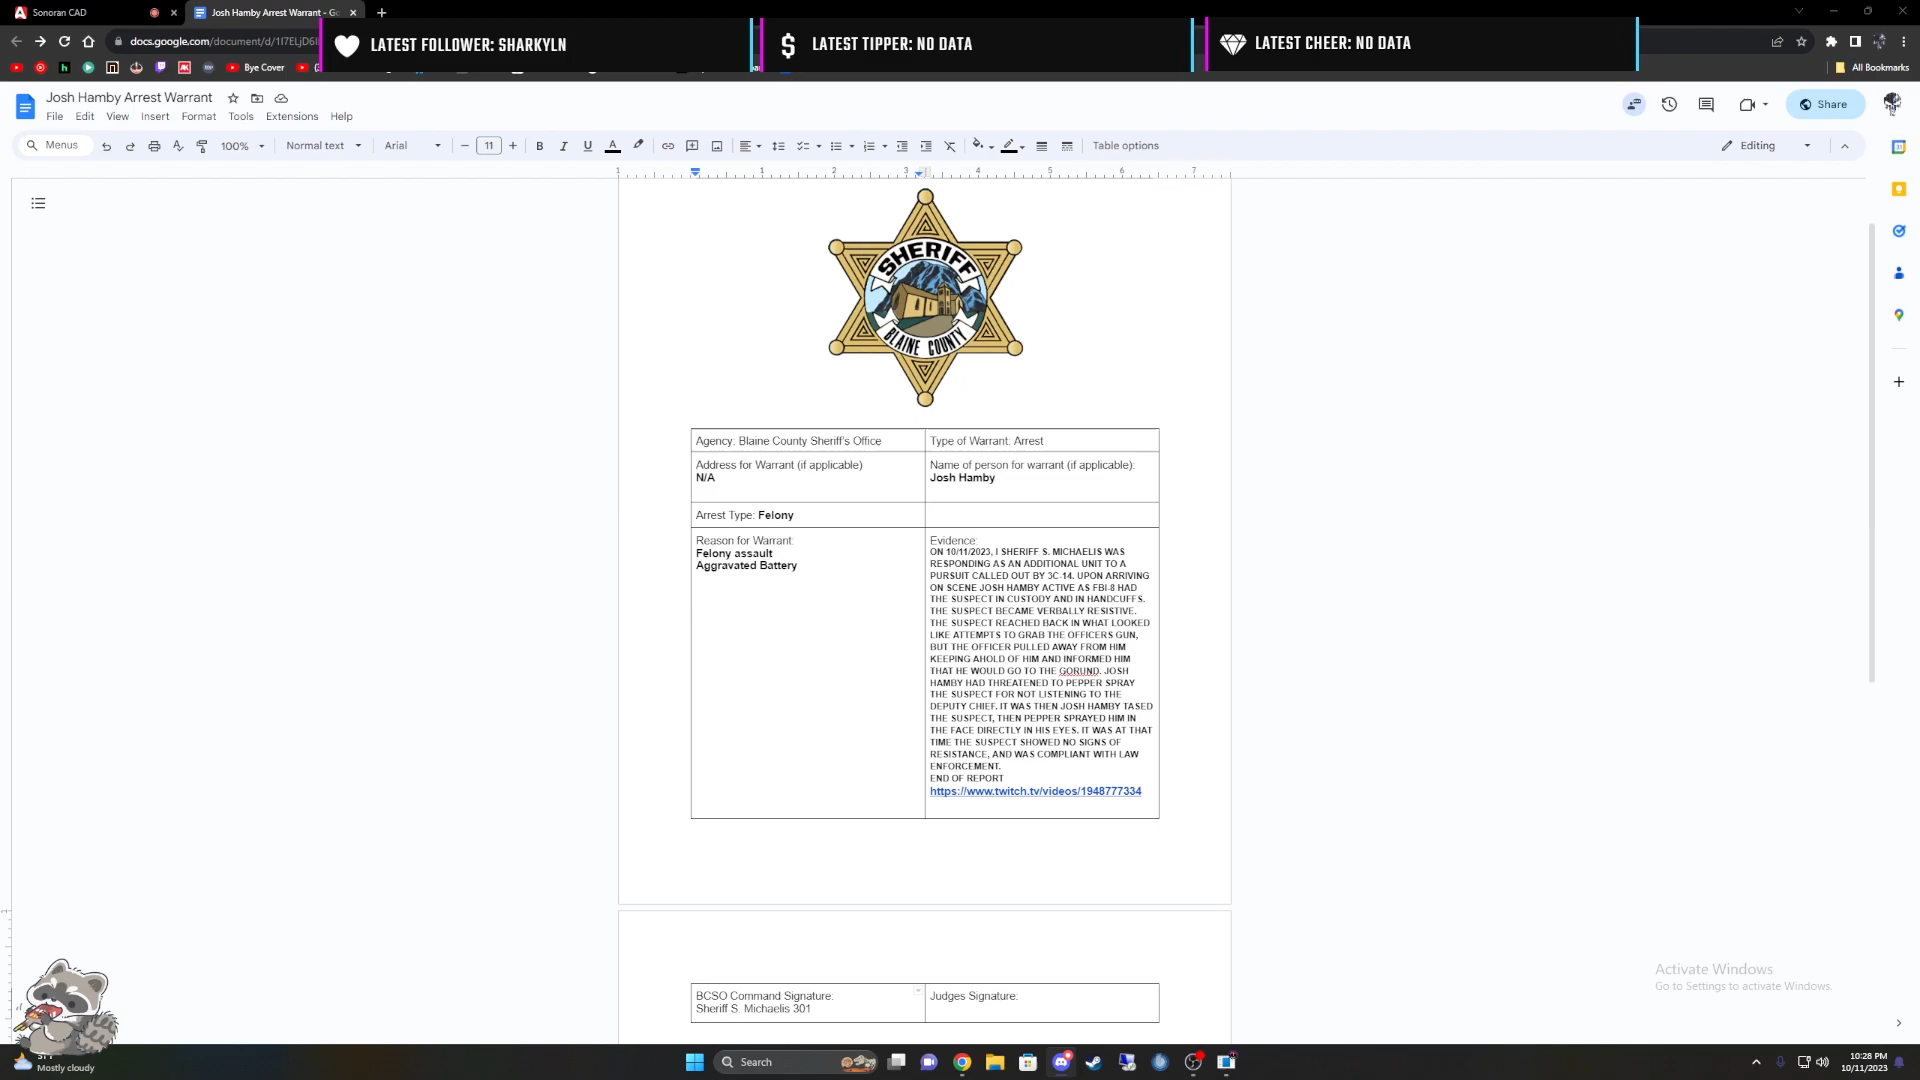 Sonoran CAD
Josh Hamby Arrest Warrant - Go
docs.google.com/document/d/1I7ELjD6I
LATEST FOLLOWER: SHARKYLN
LATEST TIPPER: NO DATA
LATEST CHEER: NO DATA
Bye Cover
All Bookmarks
Josh Hamby Arrest Warrant
File Edit View Insert Format Tools Extensions Help
Share
Menus
100%
Normal text
Arial
11
Table options
Editing
1 1 2 3 4 5 6 7
SHERIFF
BLAINE COUNTY
Agency: Blaine County Sheriff's Office
Type of Warrant: Arrest
Address for Warrant (if applicable)
N/A
Name of person for warrant (if applicable):
Josh Hamby
Arrest Type: Felony
Reason for Warrant:
Felony assault
Aggravated Battery
Evidence:
ON 10/11/2023, I SHERIFF S. MICHAELIS WAS
RESPONDING AS AN ADDITIONAL UNIT TO A
PURSUIT CALLED OUT BY 3C-14. UPON ARRIVING
ON SCENE JOSH HAMBY ACTIVE AS FBI-8 HAD
THE SUSPECT IN CUSTODY AND IN HANDCUFFS.
THE SUSPECT BECAME VERBALLY RESISTIVE.
THE SUSPECT REACHED BACK IN WHAT LOOKED
LIKE ATTEMPTS TO GRAB THE OFFICERS GUN,
BUT THE OFFICER PULLED AWAY FROM HIM
KEEPING AHOLD OF HIM AND INFORMED HIM
THAT HE WOULD GO TO THE GORUND. JOSH
HAMBY HAD THREATENED TO PEPPER SPRAY
THE SUSPECT FOR NOT LISTENING TO THE
DEPUTY CHIEF. IT WAS THEN JOSH HAMBY TASED
THE SUSPECT, THEN PEPPER SPRAYED HIM IN
THE FACE DIRECTLY IN HIS EYES. IT WAS AT THAT
TIME THE SUSPECT SHOWED NO SIGNS OF
RESISTANCE, AND WAS COMPLIANT WITH LAW
ENFORCEMENT.
END OF REPORT
https://www.twitch.tv/videos/1948777334
BCSO Command Signature:
Sheriff S. Michaelis 301
Judges Signature:
Activate Windows
Go to Settings to activate Windows.
Mostly cloudy
Search
10:28 PM
10/11/2023